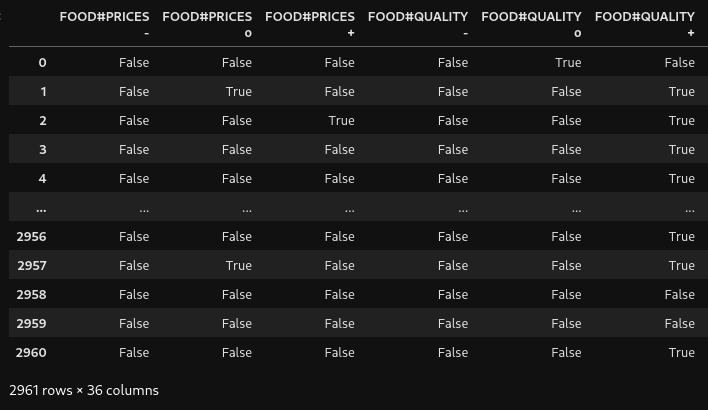 FOOD#PRICES FOOD#PRICES FOOD#PRICES FOOD#QUALITY FOOD#QUALITY FOOD#QUALITY
- o + - o +
0 False False False False True False
1 False True False False False True
2 False False True False False True
3 False False False False False True
4 False False False False False True
... ... ... ... ... ... ...
2956 False False False False False True
2957 False True False False False True
2958 False False False False False False
2959 False False False False False False
2960 False False False False False True
2961 rows × 36 columns